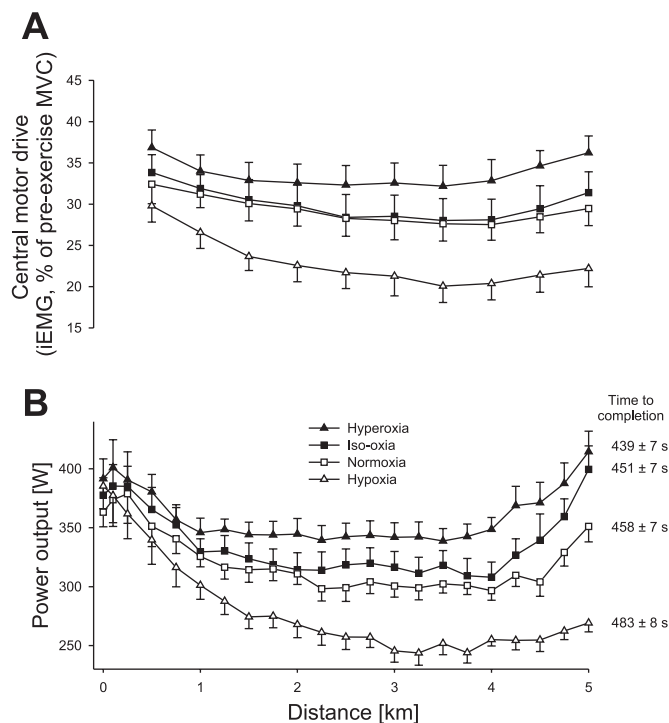 A
Central motor drive
(iEMG, % of pre-exercise MVC)
45
40
35
30
25
20
15
B
Time to
completion
Hyperoxia
Iso-oxia
Normoxia
Hypoxia
439 ± 7 s
451 ± 7 s
458 ± 7 s
483 ± 8 s
Power output [W]
400
350
300
250
0
1
2
3
4
5
Distance [km]